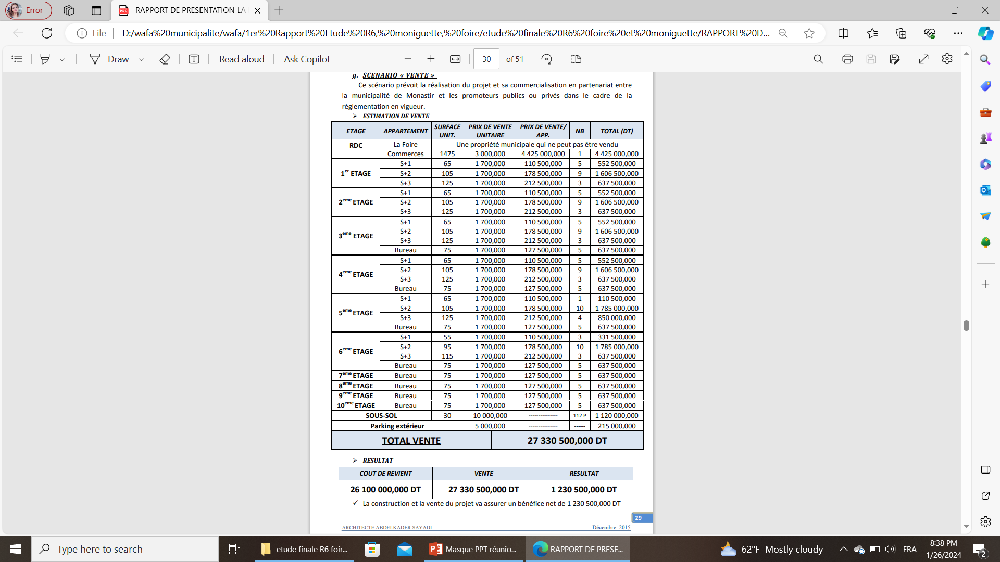 Error
RAPPORT DE PRESENTATION LA
File
D:/wafa%20municipalite/wafa/1er%20Rapport%20Etude%20R6,%20moniguette,%20foire/etude%20finale%20R6%20foire%20et%20moniguette/RAPPORT%20D...
Draw
Read aloud
Ask Copilot
30
of 51
g. SCENARIO « VENTE »
Ce scénario prévoit la réalisation du projet et sa commercialisation en partenariat entre
la municipalité de Monastir et les promoteurs publics ou privés dans le cadre de la
règlementation en vigueur.
➢ ESTIMATION DE VENTE
ETAGE APPARTEMENT SURFACE UNIT. PRIX DE VENTE UNITAIRE PRIX DE VENTE/ APP. NB TOTAL (DT)
RDC La Foire Une propriété municipale qui ne peut pas être vendu
Commerces 1475 3 000,000 4 425 000,000 1 4 425 000,000
1er ETAGE S+1 65 1 700,000 110 500,000 5 552 500,000
S+2 105 1 700,000 178 500,000 9 1 606 500,000
S+3 125 1 700,000 212 500,000 3 637 500,000
2eme ETAGE S+1 65 1 700,000 110 500,000 5 552 500,000
S+2 105 1 700,000 178 500,000 9 1 606 500,000
S+3 125 1 700,000 212 500,000 3 637 500,000
3eme ETAGE S+1 65 1 700,000 110 500,000 5 552 500,000
S+2 105 1 700,000 178 500,000 9 1 606 500,000
S+3 125 1 700,000 212 500,000 3 637 500,000
Bureau 75 1 700,000 127 500,000 5 637 500,000
4eme ETAGE S+1 65 1 700,000 110 500,000 5 552 500,000
S+2 105 1 700,000 178 500,000 9 1 606 500,000
S+3 125 1 700,000 212 500,000 3 637 500,000
Bureau 75 1 700,000 127 500,000 5 637 500,000
5eme ETAGE S+1 65 1 700,000 110 500,000 1 110 500,000
S+2 105 1 700,000 178 500,000 10 1 785 000,000
S+3 125 1 700,000 212 500,000 4 850 000,000
Bureau 75 1 700,000 127 500,000 5 637 500,000
6eme ETAGE S+1 55 1 700,000 110 500,000 3 331 500,000
S+2 95 1 700,000 178 500,000 10 1 785 000,000
S+3 115 1 700,000 212 500,000 3 637 500,000
Bureau 75 1 700,000 127 500,000 5 637 500,000
7eme ETAGE Bureau 75 1 700,000 127 500,000 5 637 500,000
8eme ETAGE Bureau 75 1 700,000 127 500,000 5 637 500,000
9eme ETAGE Bureau 75 1 700,000 127 500,000 5 637 500,000
10eme ETAGE Bureau 75 1 700,000 127 500,000 5 637 500,000
SOUS-SOL 30 10 000,000 --------------- 112 P 1 120 000,000
Parking extérieur 5 000,000 --------------- ----- 215 000,000
TOTAL VENTE 27 330 500,000 DT
➢ RESULTAT
COUT DE REVIENT VENTE RESULTAT
26 100 000,000 DT 27 330 500,000 DT 1 230 500,000 DT
✓ La construction et la vente du projet va assurer un bénéfice net de 1 230 500,000 DT
29
ARCHITECTE ABDELKADER SAYADI Décembre 2015
Type here to search
etude finale R6 foir...
Masque PPT réunio...
RAPPORT DE PRESE...
62°F Mostly cloudy
FRA
8:38 PM
1/26/2024
2